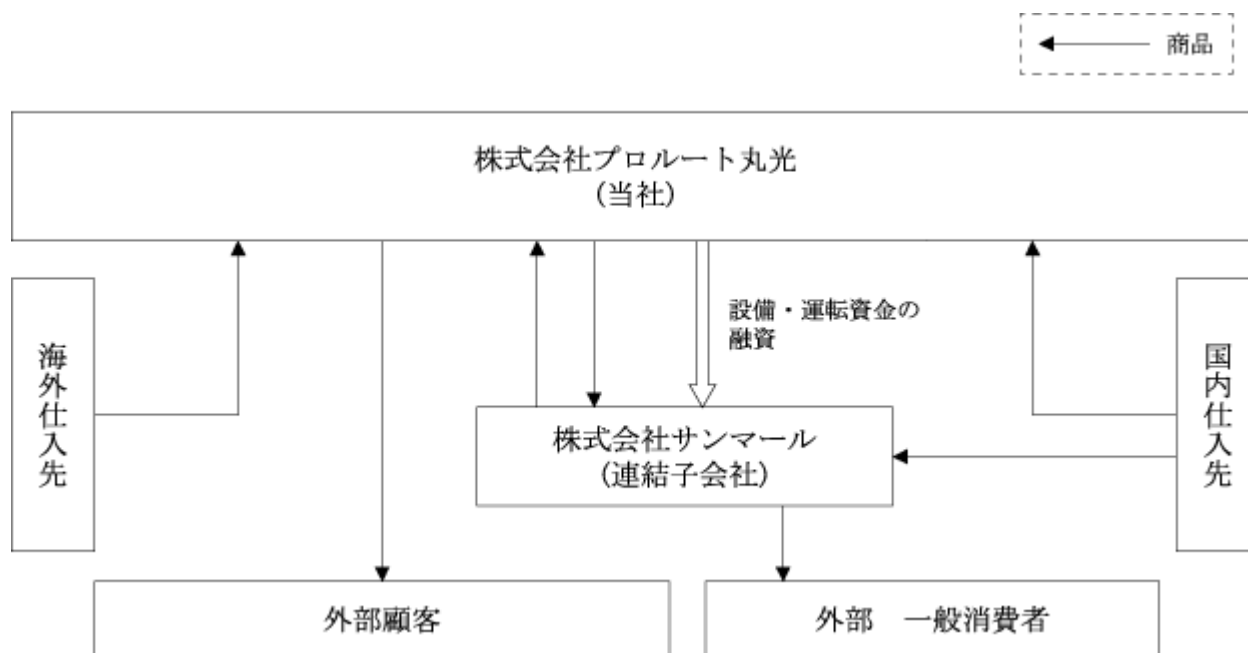 商品
株式会社プロルート丸光
(当社)
設備・運転資金の
融資
海外仕入先
国内仕入先
株式会社サンマール
(連結子会社)
外部顧客
外部　一般消費者